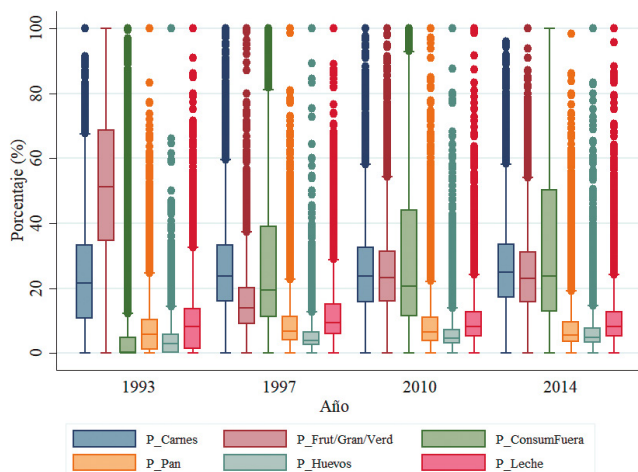 Porcentaje (%)
100
80
60
40
20
0
1993 1997 2010 2014
Año
P_Carnes P_Frut/Gran/Verd P_ConsumFuera
P_Pan P_Huevos P_Leche